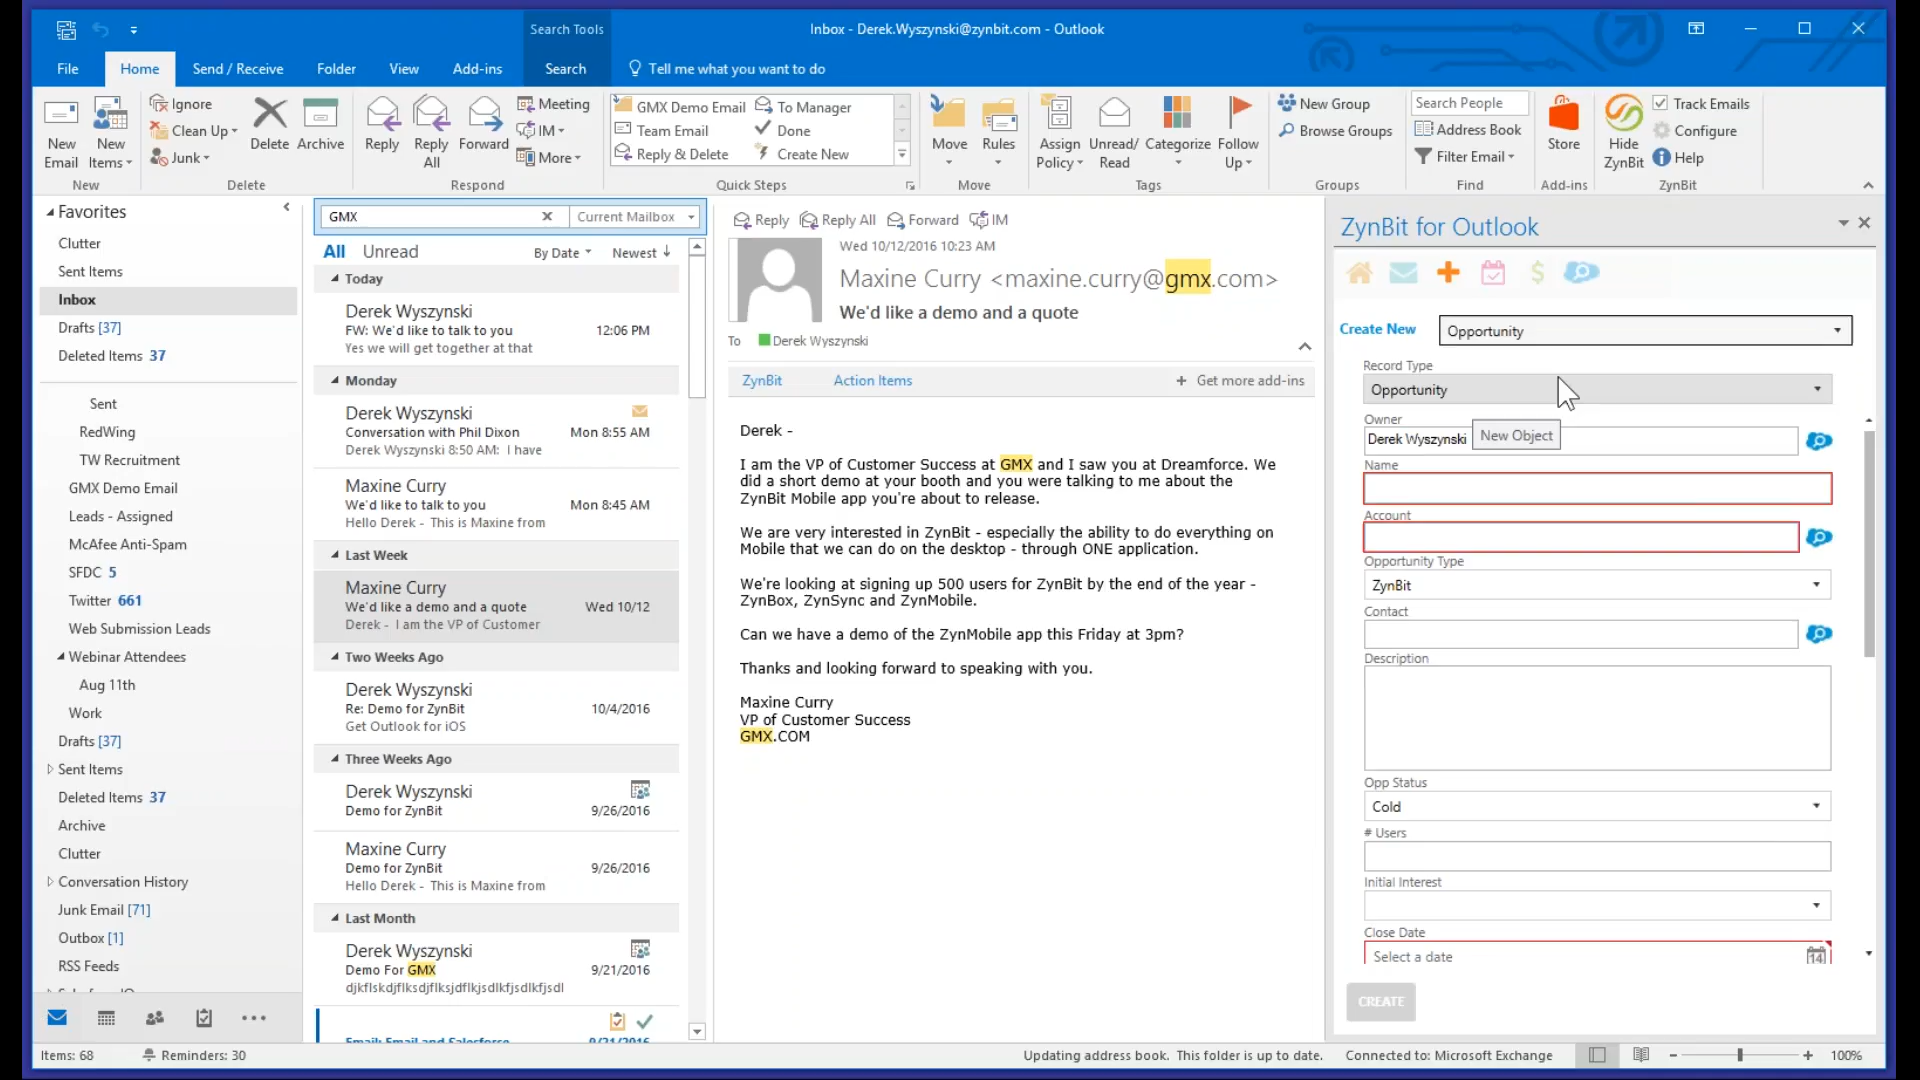 Search Tools
Inbox - Derek.Wyszynski@zynbit.com - Outlook
File
Home
Send / Receive
Folder
View
Add-ins
Search
Tell me what you want to do
New Email
New Items
New
Ignore
Clean Up
Junk
Delete
Archive
Delete
Reply
Reply All
Forward
Meeting
IM
More
Respond
GMX Demo Email
To Manager
Team Email
Done
Reply & Delete
Create New
Quick Steps
Move
Rules
Move
Assign Policy
Unread/ Read
Categorize
Follow Up
Tags
New Group
Browse Groups
Groups
Search People
Address Book
Filter Email
Find
Store
Add-ins
Hide ZynBit
Track Emails
Configure
Help
ZynBit
Favorites
Clutter
Sent Items
Inbox
Drafts [37]
Deleted Items 37
Sent
RedWing
TW Recruitment
GMX Demo Email
Leads - Assigned
McAfee Anti-Spam
SFDC 5
Twitter 661
Web Submission Leads
Webinar Attendees
Aug 11th
Work
Drafts [37]
Sent Items
Deleted Items 37
Archive
Clutter
Conversation History
Junk Email [71]
Outbox [1]
RSS Feeds
GMX
Current Mailbox
All
Unread
By Date
Newest
Today
Derek Wyszynski
FW: We'd like to talk to you
12:06 PM
Yes we will get together at that
Monday
Derek Wyszynski
Conversation with Phil Dixon
Mon 8:55 AM
Derek Wyszynski 8:50 AM: I have
Maxine Curry
We'd like to talk to you
Mon 8:45 AM
Hello Derek - This is Maxine from
Last Week
Maxine Curry
We'd like a demo and a quote
Wed 10/12
Derek - I am the VP of Customer
Two Weeks Ago
Derek Wyszynski
Re: Demo for ZynBit
10/4/2016
Get Outlook for iOS
Three Weeks Ago
Derek Wyszynski
Demo for ZynBit
9/26/2016
Maxine Curry
Demo for ZynBit
9/26/2016
Hello Derek - This is Maxine from
Last Month
Derek Wyszynski
Demo For GMX
9/21/2016
djkflskdjflksdjflksjdflkjsdlkfjsdlkfjsdl
Email: Email and Salesforce
9/21/2016
Reply
Reply All
Forward
IM
Wed 10/12/2016 10:23 AM
Maxine Curry <maxine.curry@gmx.com>
We'd like a demo and a quote
To
Derek Wyszynski
ZynBit
Action Items
+ Get more add-ins
Derek -
I am the VP of Customer Success at GMX and I saw you at Dreamforce. We
did a short demo at your booth and you were talking to me about the
ZynBit Mobile app you're about to release.
We are very interested in ZynBit - especially the ability to do everything on
Mobile that we can do on the desktop - through ONE application.
We're looking at signing up 500 users for ZynBit by the end of the year -
ZynBox, ZynSync and ZynMobile.
Can we have a demo of the ZynMobile app this Friday at 3pm?
Thanks and looking forward to speaking with you.
Maxine Curry
VP of Customer Success
GMX.COM
ZynBit for Outlook
Create New
Opportunity
Record Type
Opportunity
Owner
Derek Wyszynski
New Object
Name
Account
Opportunity Type
ZynBit
Contact
Description
Opp Status
Cold
# Users
Initial Interest
Close Date
Select a date
14
CREATE
Items: 68
Reminders: 30
Updating address book. This folder is up to date.
Connected to: Microsoft Exchange
100%